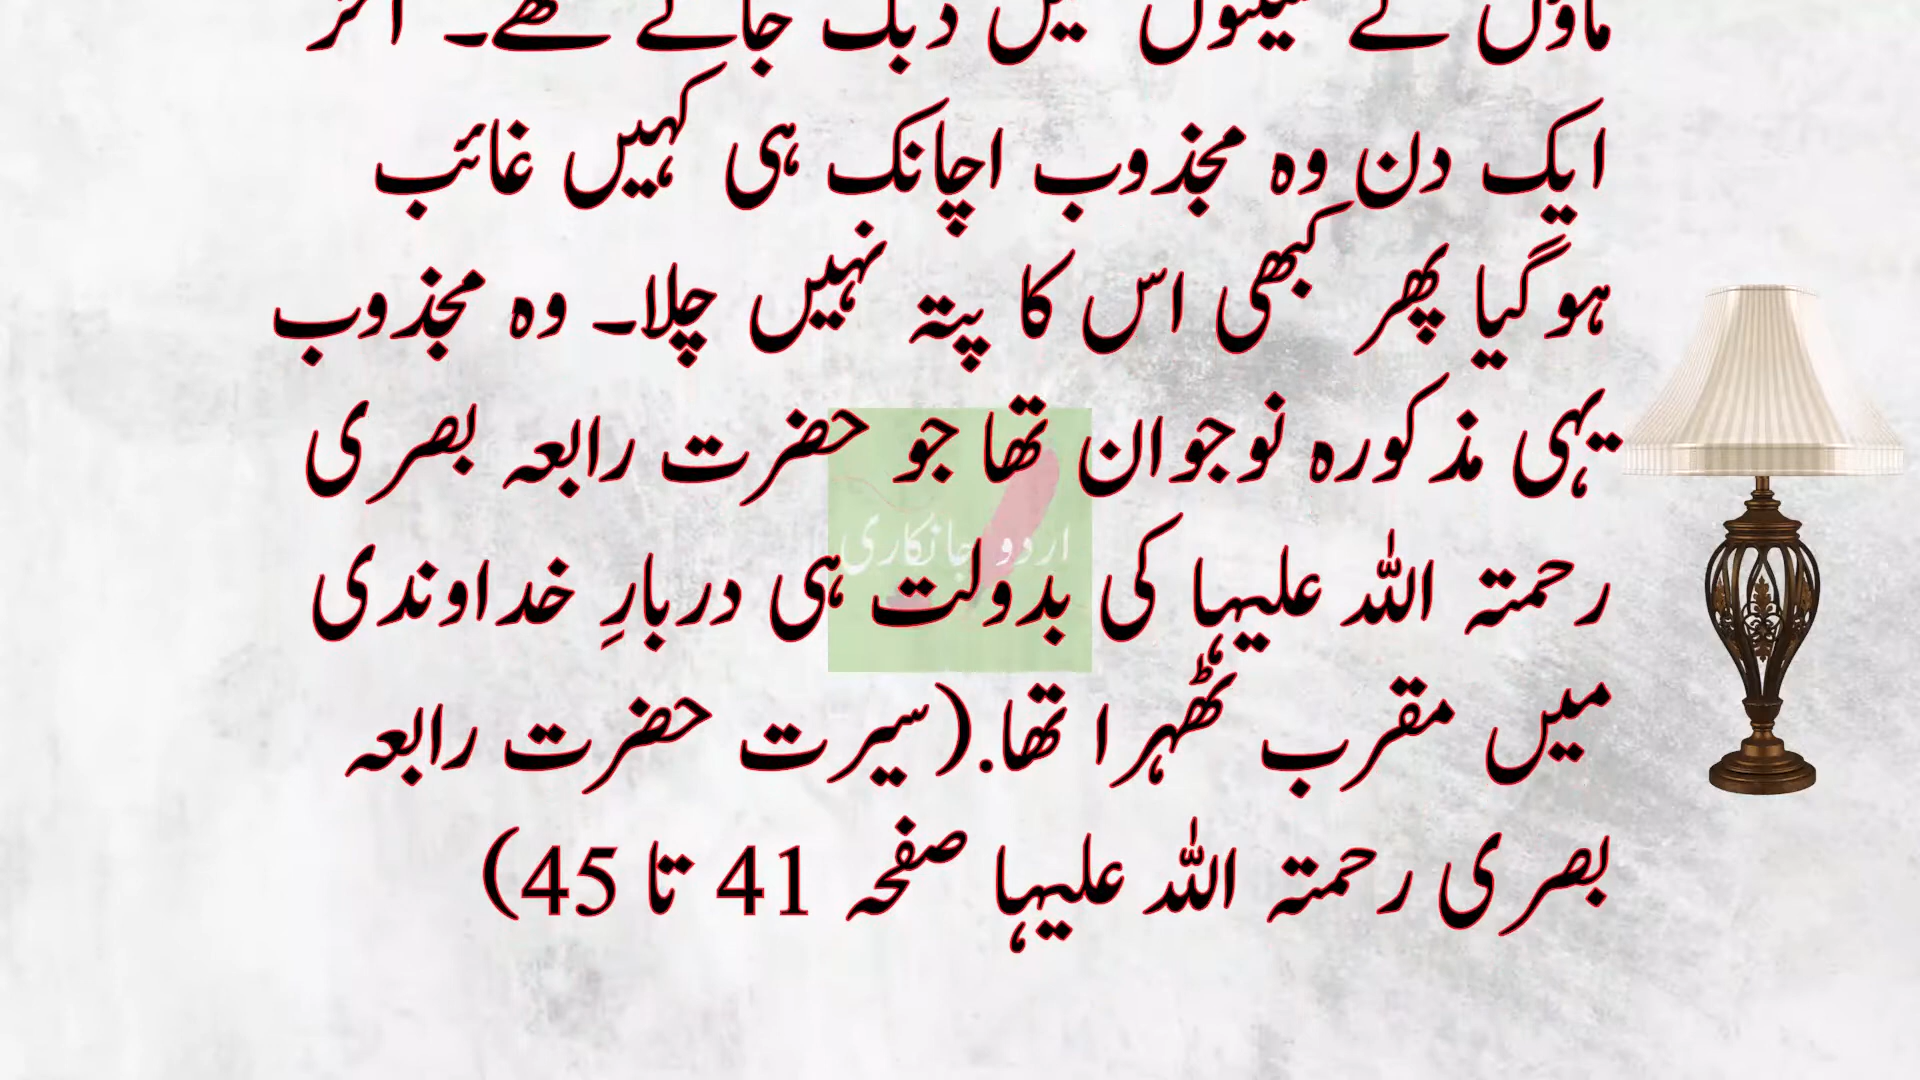 ماؤں کے سینوں میں دبک جاتے تھے۔ آخر
ایک دن وہ مجذوب اچانک ہی کہیں غائب
ہوگیا پھر کبھی اس کا پتہ نہیں چلا۔ وہ مجذوب
یہی مذکورہ نوجوان تھا جو حضرت رابعہ بصری
اردو جانکاری
رحمتہ اللہ علیہا کی بدولت ہی دربارِ خداوندی
میں مقرب ٹھہرا تھا.(سیرت حضرت رابعہ
بصری رحمتہ اللہ علیہا صفحہ 41 تا 45)